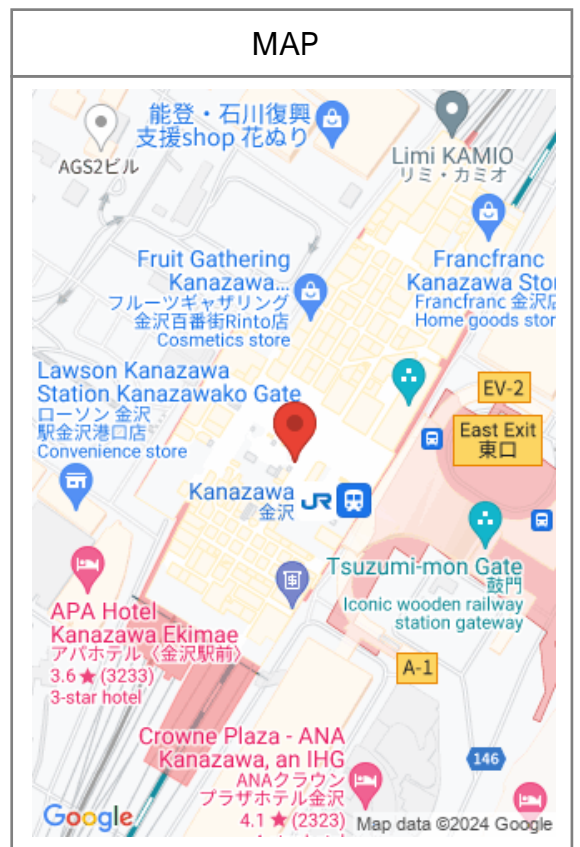 MAP
能登・石川復興
支援shop 花ぬり
AGS2ビル
Limi KAMIO
リミ・カミオ
Fruit Gathering
Kanazawa...
フルーツギャザリング
金沢百番街Rinto店
Cosmetics store
Francfranc
Kanazawa Sto
Francfranc 金沢店
Home goods stor
Lawson Kanazawa
Station Kanazawako Gate
ローソン 金沢
駅金沢港口店
Convenience store
EV-2
East Exit
東口
Kanazawa
金沢
JR
Tsuzumi-mon Gate
鼓門
Iconic wooden railway
station gateway
APA Hotel
Kanazawa Ekimae
アパホテル〈金沢駅前〉
3.6★(3233)
3-star hotel
A-1
Crowne Plaza - ANA
Kanazawa, an IHG
ANAクラウン
プラザホテル金沢
4.1★(2323)
146
Google
Map data ©2024 Google